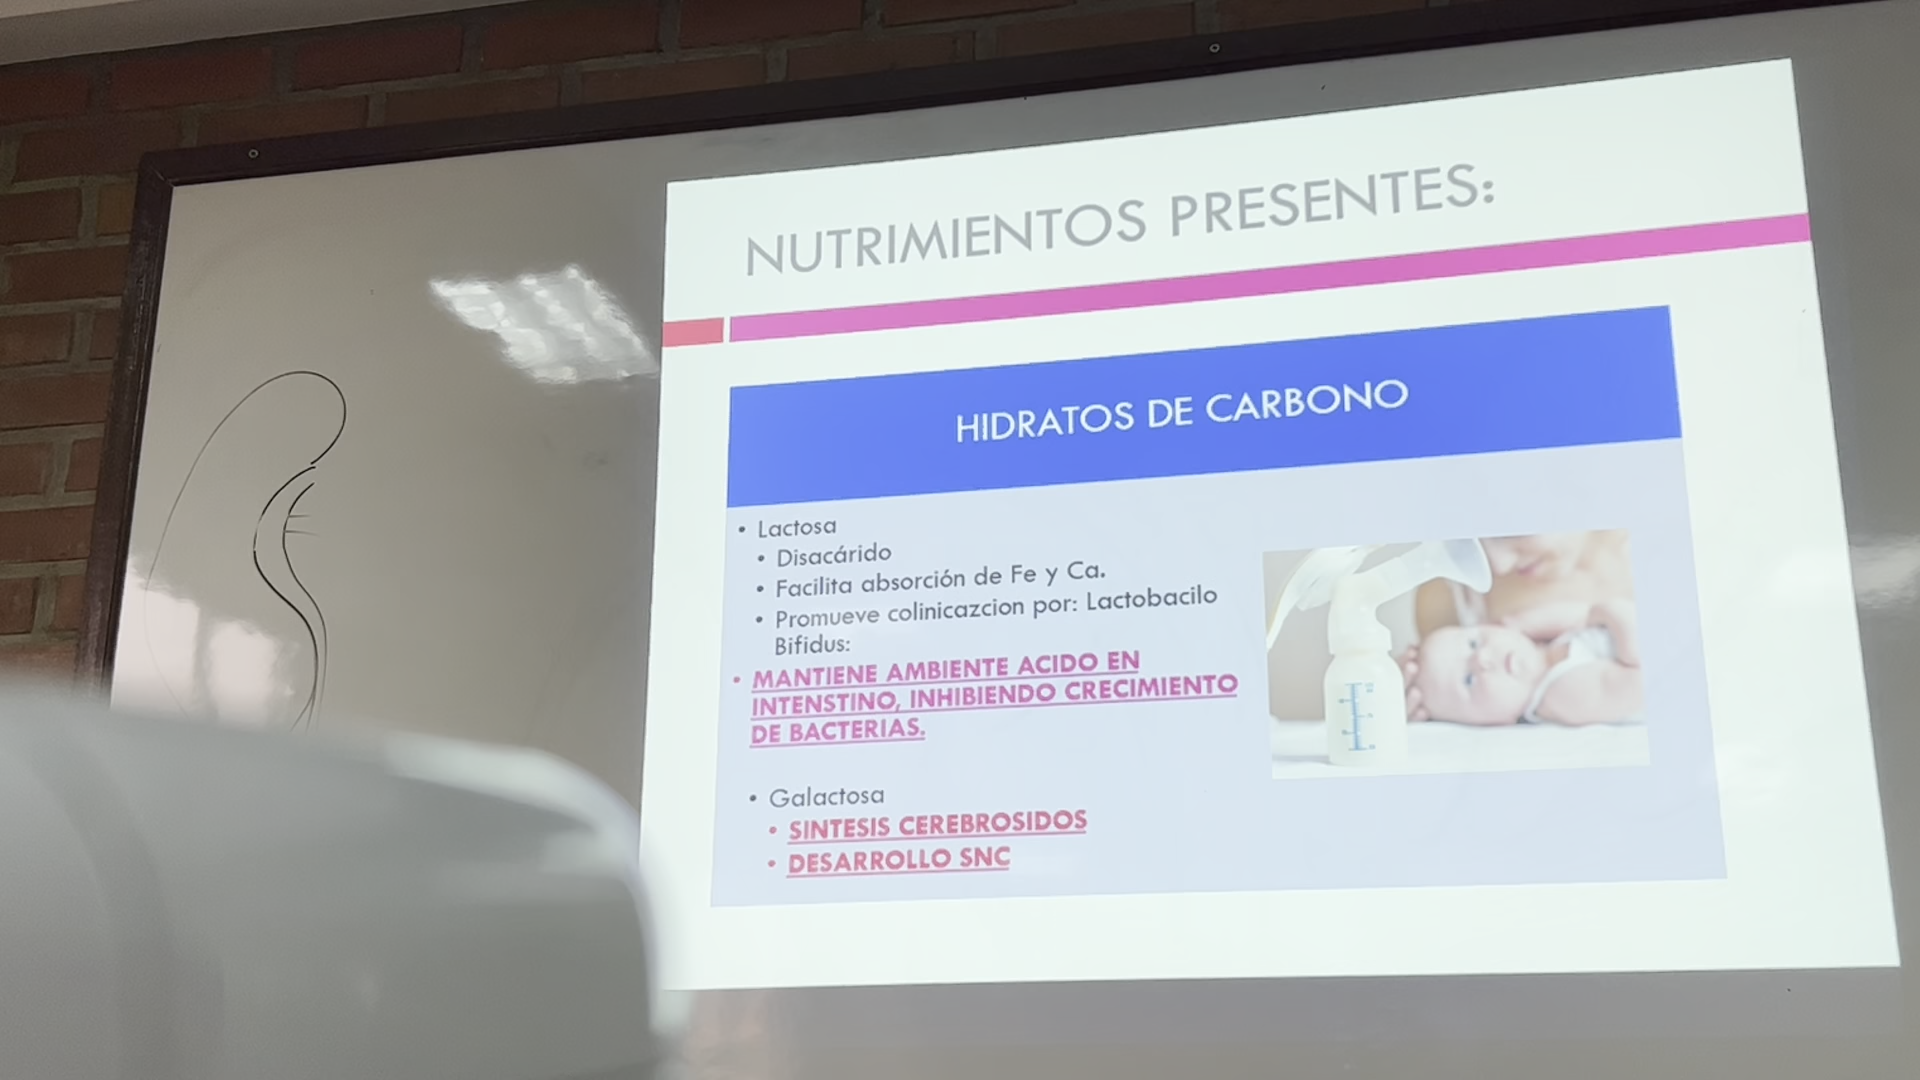 NUTRIMIENTOS PRESENTES:
HIDRATOS DE CARBONO
• Lactosa
• Disacárido
• Facilita absorción de Fe y Ca.
• Promueve colinicazcion por: Lactobacilo
Bifidus:
• MANTIENE AMBIENTE ACIDO EN
INTENSTINO, INHIBIENDO CRECIMIENTO
DE BACTERIAS.
• Galactosa
• SINTESIS CEREBROSIDOS
• DESARROLLO SNC